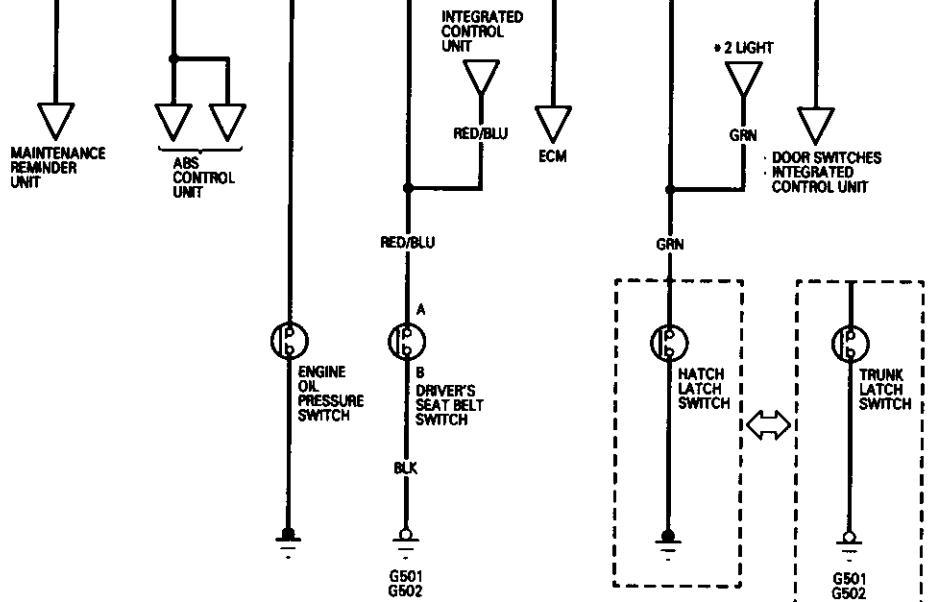 INTEGRATED
CONTROL
UNIT
* 2 LIGHT
RED/BLU
GRN
MAINTENANCE
REMINDER
UNIT
ABS
CONTROL
UNIT
ECM
· DOOR SWITCHES
· INTEGRATED
CONTROL UNIT
RED/BLU
GRN
A
B
ENGINE
OIL
PRESSURE
SWITCH
DRIVER'S
SEAT BELT
SWITCH
HATCH
LATCH
SWITCH
TRUNK
LATCH
SWITCH
BLK
G501
G502
G501
G502